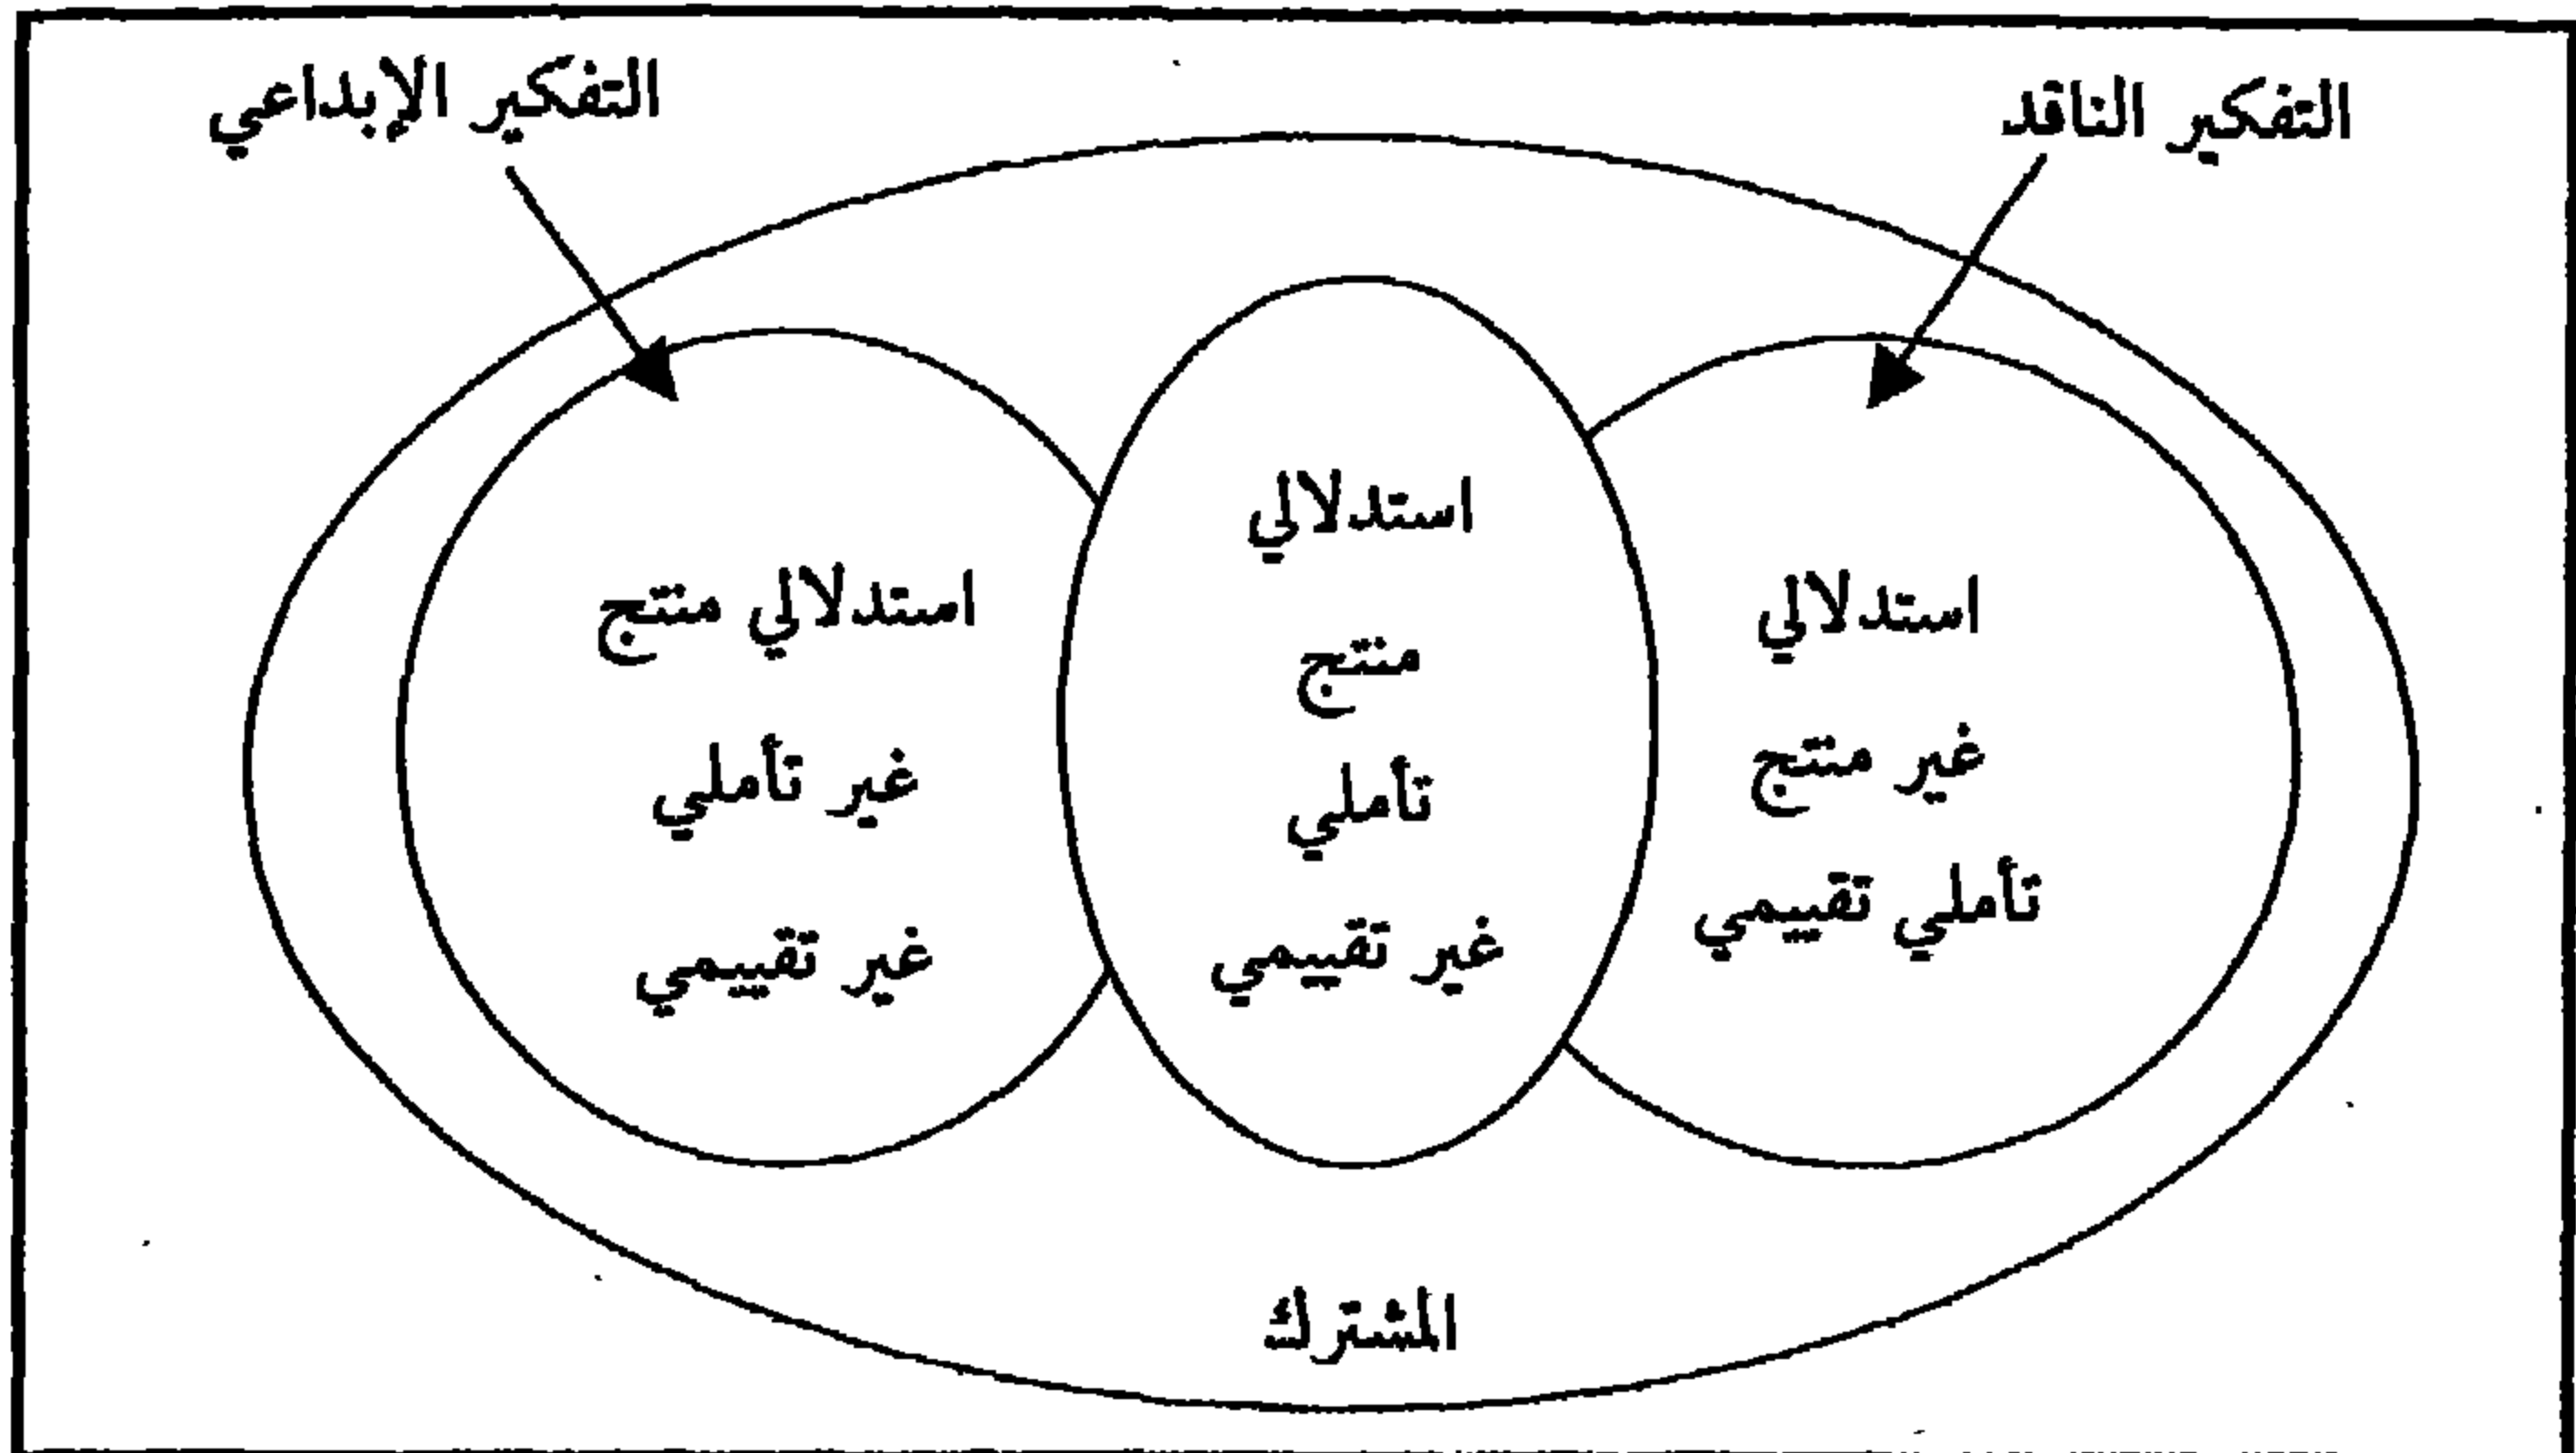 التفكير الناقد
التفكير الإبداعي
استدلالي
غير منتج
تأملي تقييمي
استدلالي
منتج
تأملي
غير تقييمي
استدلالي منتج
غير تأملي
غير تقييمي
المشترك